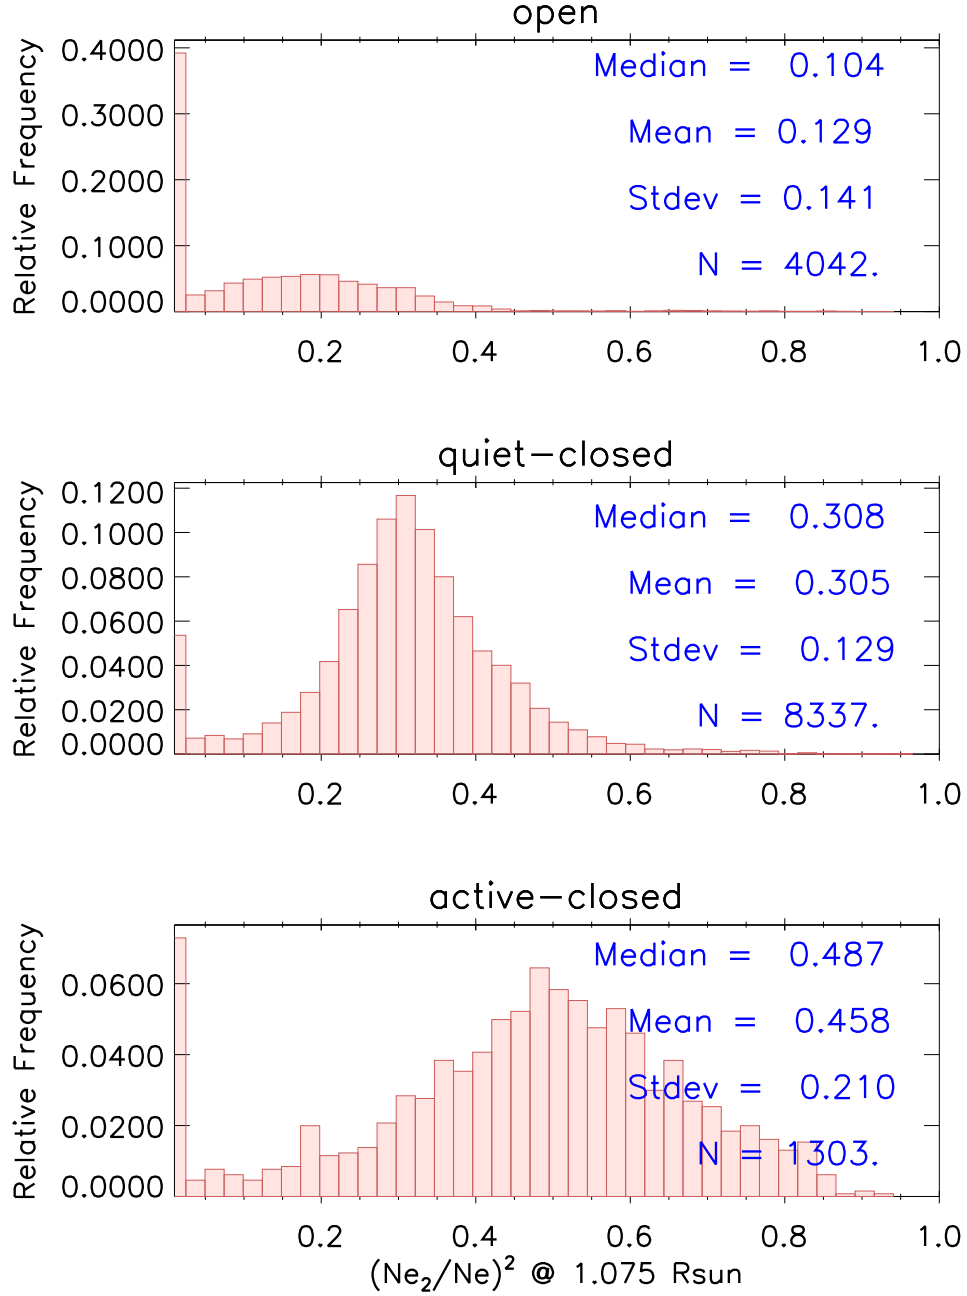 open
Relative Frequency
0.4000
0.3000
0.2000
0.1000
0.0000
Median = 0.104
Mean = 0.129
Stdev = 0.141
N = 4042.
0.2 0.4 0.6 0.8 1.0
quiet−closed
Relative Frequency
0.1200
0.1000
0.0800
0.0600
0.0400
0.0200
0.0000
Median = 0.308
Mean = 0.305
Stdev = 0.129
N = 8337.
0.2 0.4 0.6 0.8 1.0
active−closed
Relative Frequency
0.0600
0.0400
0.0200
0.0000
Median = 0.487
Mean = 0.458
Stdev = 0.210
N = 1303.
0.2 0.4 0.6 0.8 1.0
(Ne₂/Ne)² @ 1.075 Rsun